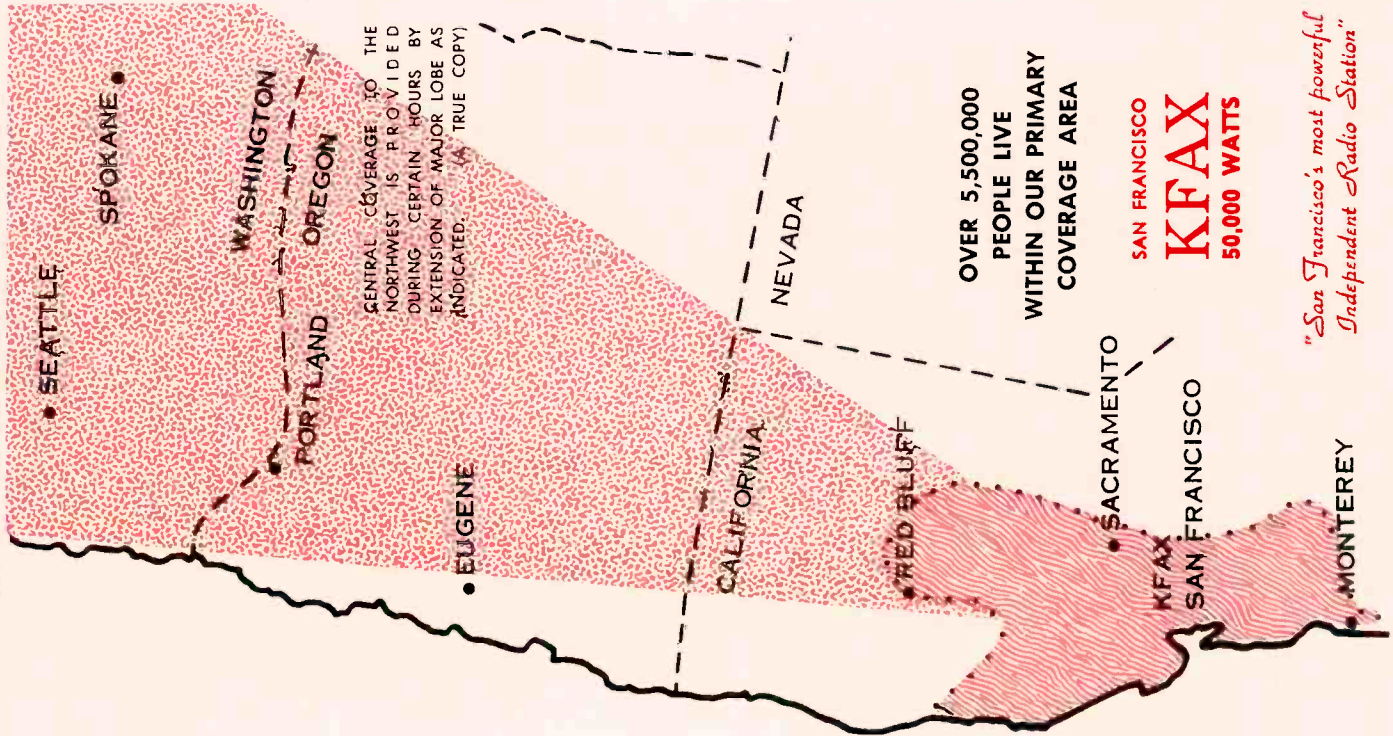 SEATTLE
SPOKANE
WASHINGTON
OREGON
PORTLAND
CENTRAL COVERAGE TO THE
NORTHWEST IS PROVIDED
DURING CERTAIN HOURS BY
EXTENSION OF MAJOR LOBE AS
INDICATED. (A TRUE COPY)
EUGENE
CALIFORNIA
NEVADA
RED BLUFF
OVER 5,500,000
PEOPLE LIVE
WITHIN OUR PRIMARY
COVERAGE AREA
SACRAMENTO
KFAX
SAN FRANCISCO
MONTEREY
SAN FRANCISCO
KFAX
50,000 WATTS
"San Francisco's most powerful
Independent Radio Station"